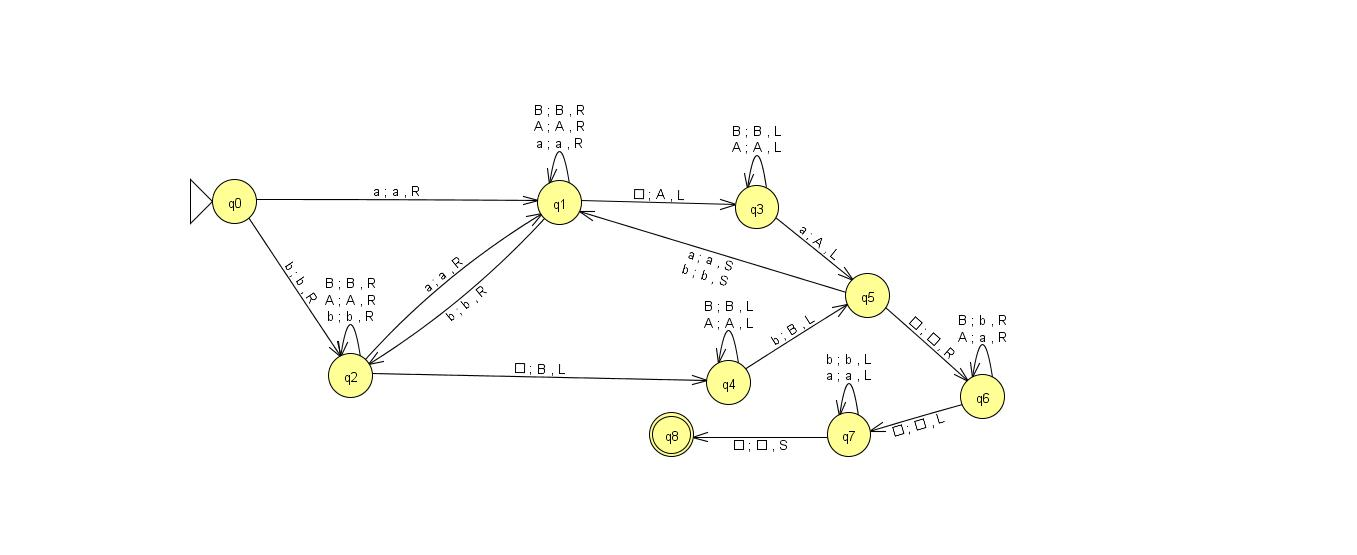 B ; B , R
A ; A , R
a ; a , R
B ; B , L
A ; A , L
q0
a ; a , R
q1
□ ; A , L
q3
a ; A , L
b ; b , R
B ; B , R
A ; A , R
b ; b , R
a ; a , R
b ; b , R
a ; a , S
b ; b , S
q5
B ; B , L
A ; A , L
b ; B , L
□ ; □ , R
B ; b , R
A ; a , R
q2
□ ; B , L
q4
b ; b , L
a ; a , L
q6
q8
□ ; □ , S
q7
□ ; □ , L